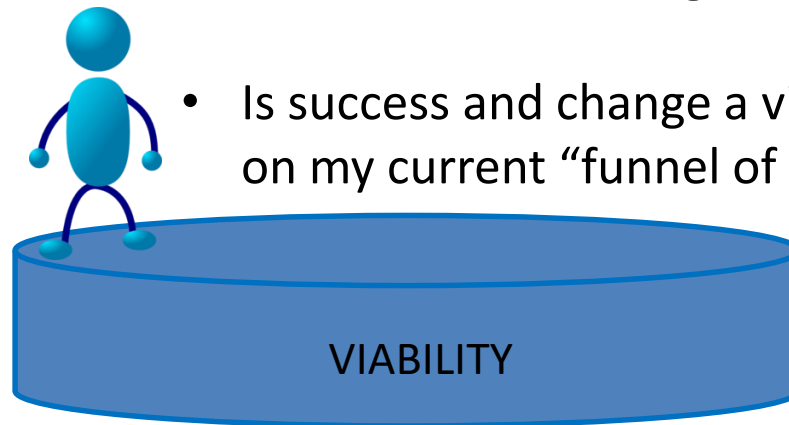 • Is success and change a v
on my current “funnel of
VIABILITY